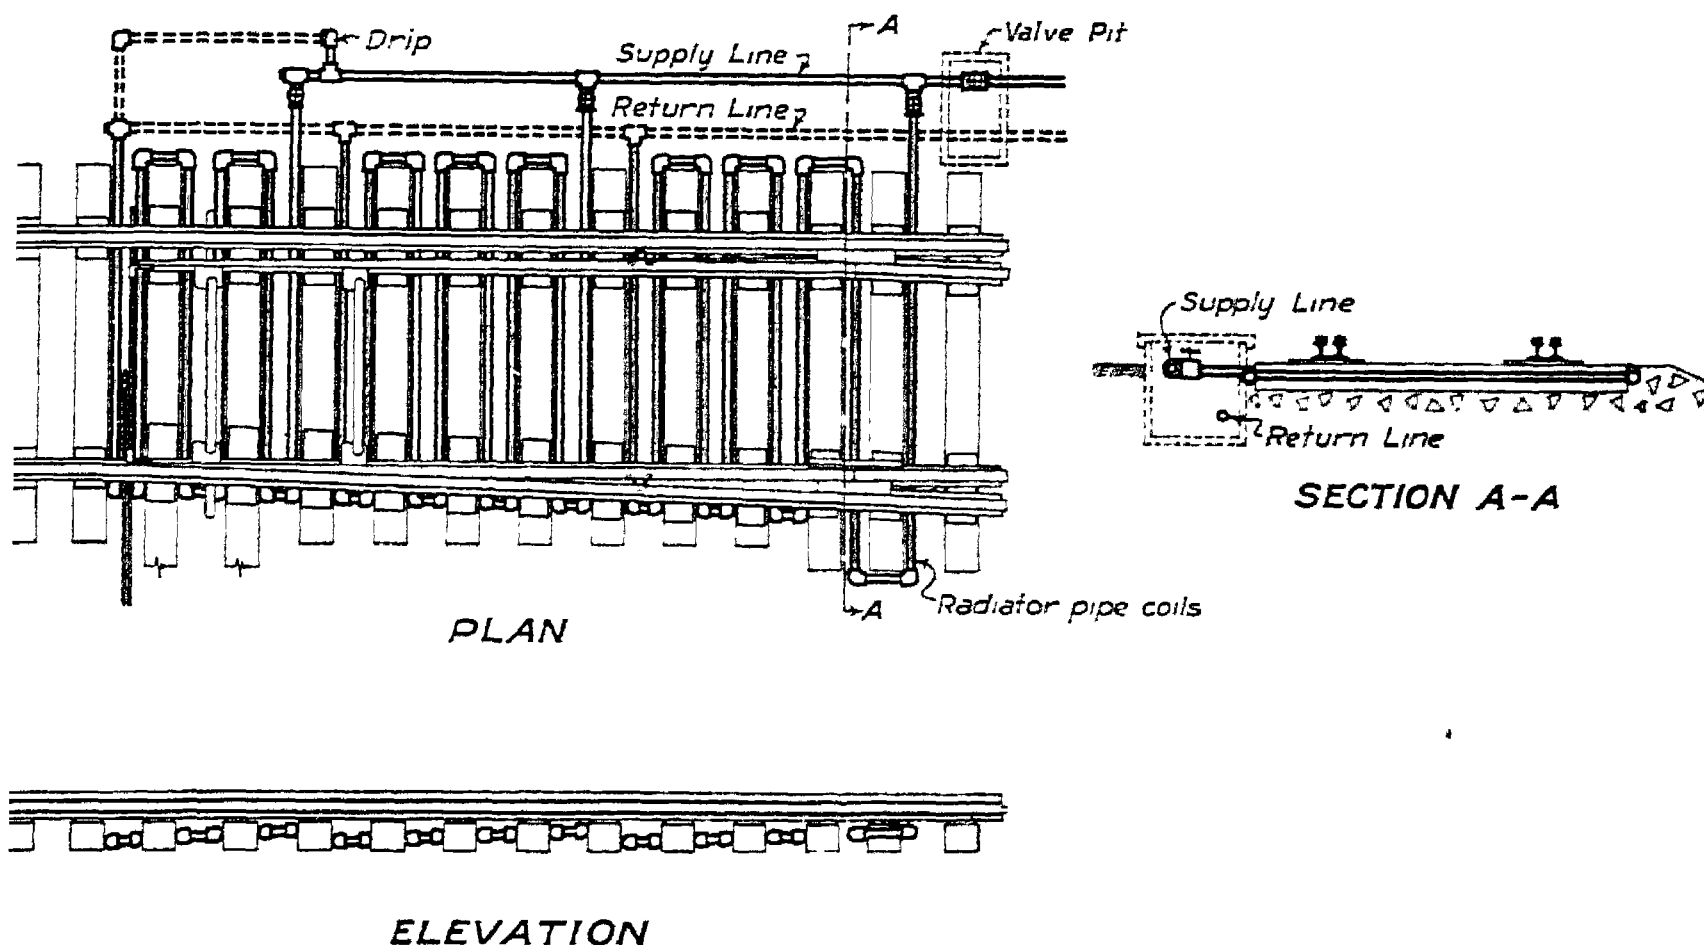 Drip
Supply Line
Return Line
A
Valve Pit
Supply Line
Return Line
SECTION A-A
A
Radiator pipe coils
PLAN
ELEVATION